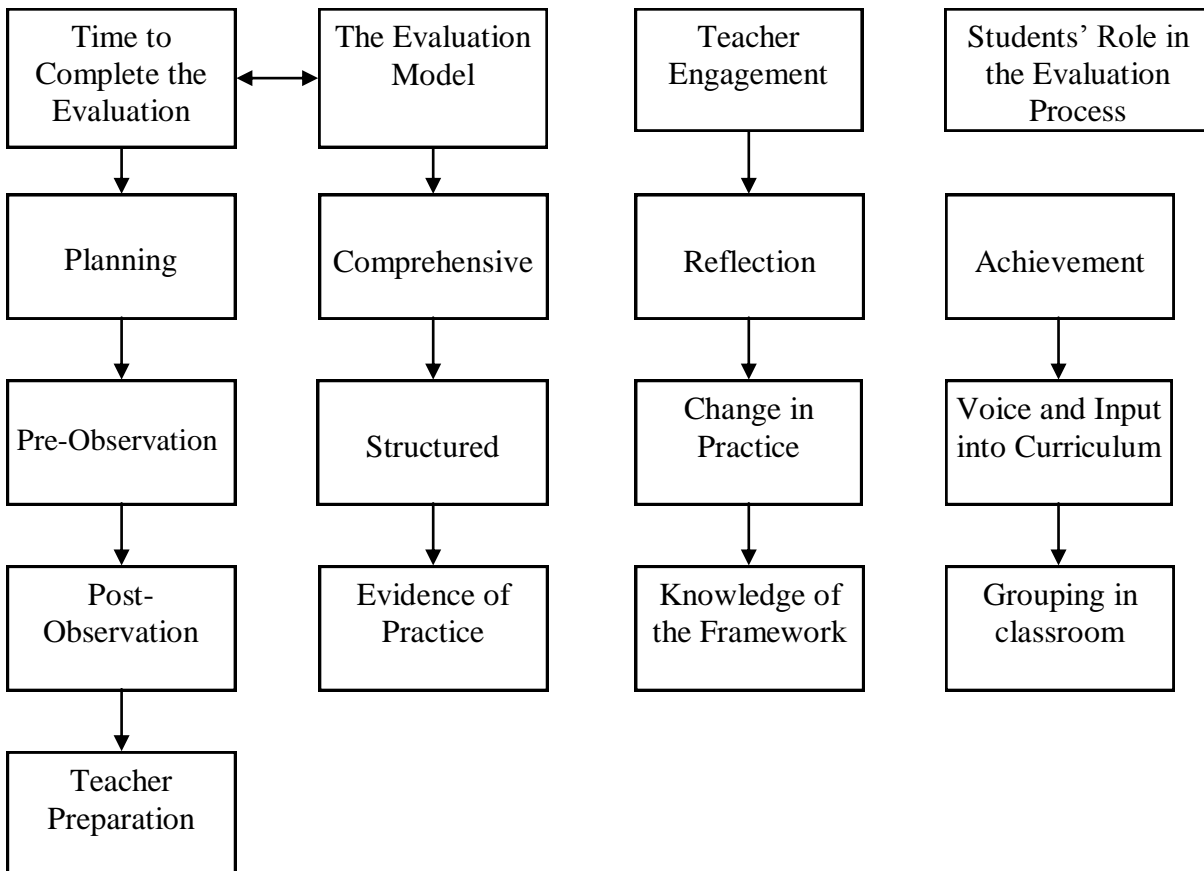 Time to
Complete the
Evaluation
The Evaluation
Model
Teacher
Engagement
Students’ Role in
the Evaluation
Process
Planning
Comprehensive
Reflection
Achievement
Pre-Observation
Structured
Change in
Practice
Voice and Input
into Curriculum
Post-
Observation
Evidence of
Practice
Knowledge of
the Framework
Grouping in
classroom
Teacher
Preparation